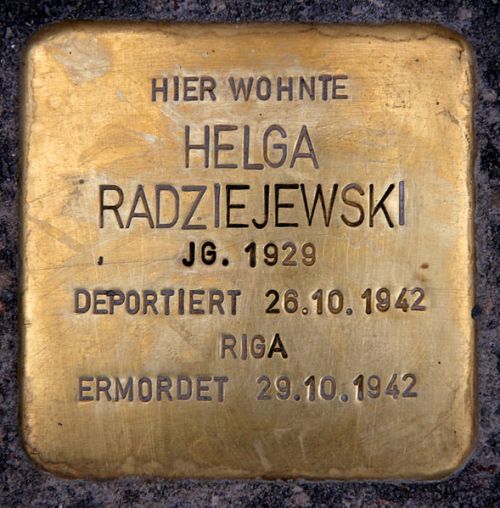 HIER WOHNTE
HELGA
RADZIEJEWSKI
JG. 1929
DEPORTIERT 26.10.1942
RIGA
ERMORDET 29.10.1942